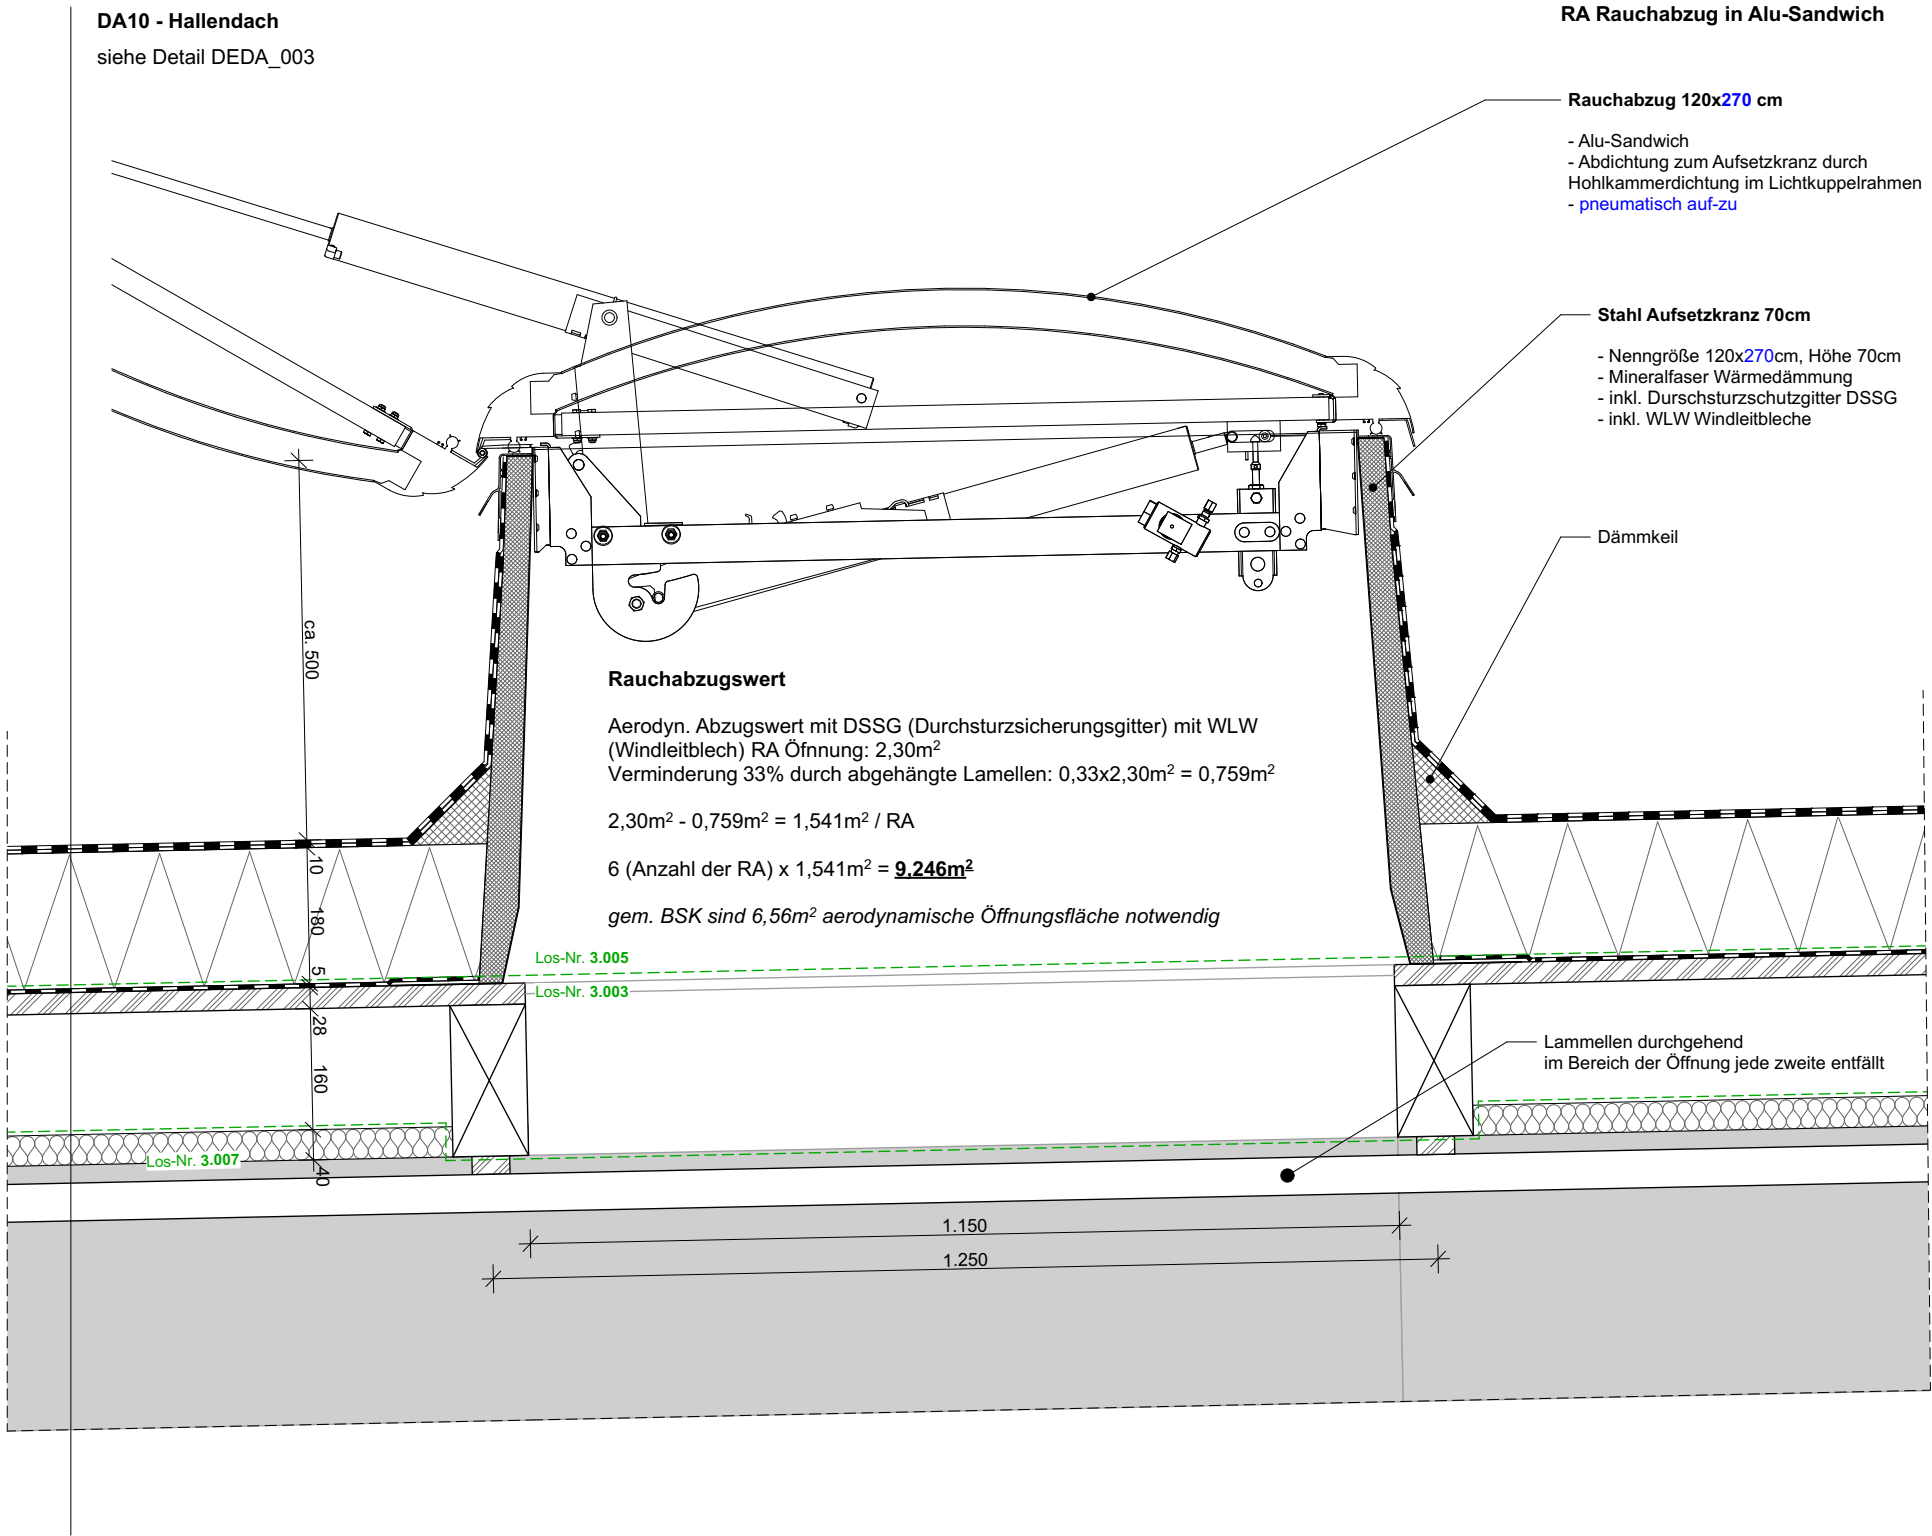 DA10 - Hallendach
siehe Detail DEDA_003
RA Rauchabzug in Alu-Sandwich
Rauchabzug 120x270 cm
- Alu-Sandwich
- Abdichtung zum Aufsetzkranz durch
Hohlkammerdichtung im Lichtkuppelrahmen
- pneumatisch auf-zu
Stahl Aufsetzkranz 70cm
- Nenngröße 120x270cm, Höhe 70cm
- Mineralfaser Wärmedämmung
- inkl. Durschsturzschutzgitter DSSG
- inkl. WLW Windleitbleche
Dämmkeil
ca. 500
Rauchabzugswert
Aerodyn. Abzugswert mit DSSG (Durchsturzsicherungsgitter) mit WLW
(Windleitblech) RA Öfnnung: 2,30m²
Verminderung 33% durch abgehängte Lamellen: 0,33x2,30m² = 0,759m²
2,30m² - 0,759m² = 1,541m² / RA
6 (Anzahl der RA) x 1,541m² = 9,246m²
gem. BSK sind 6,56m² aerodynamische Öffnungsfläche notwendig
10
180
5
28
160
40
Los-Nr. 3.005
Los-Nr. 3.003
Lammellen durchgehend
im Bereich der Öffnung jede zweite entfällt
Los-Nr. 3.007
1.150
1.250